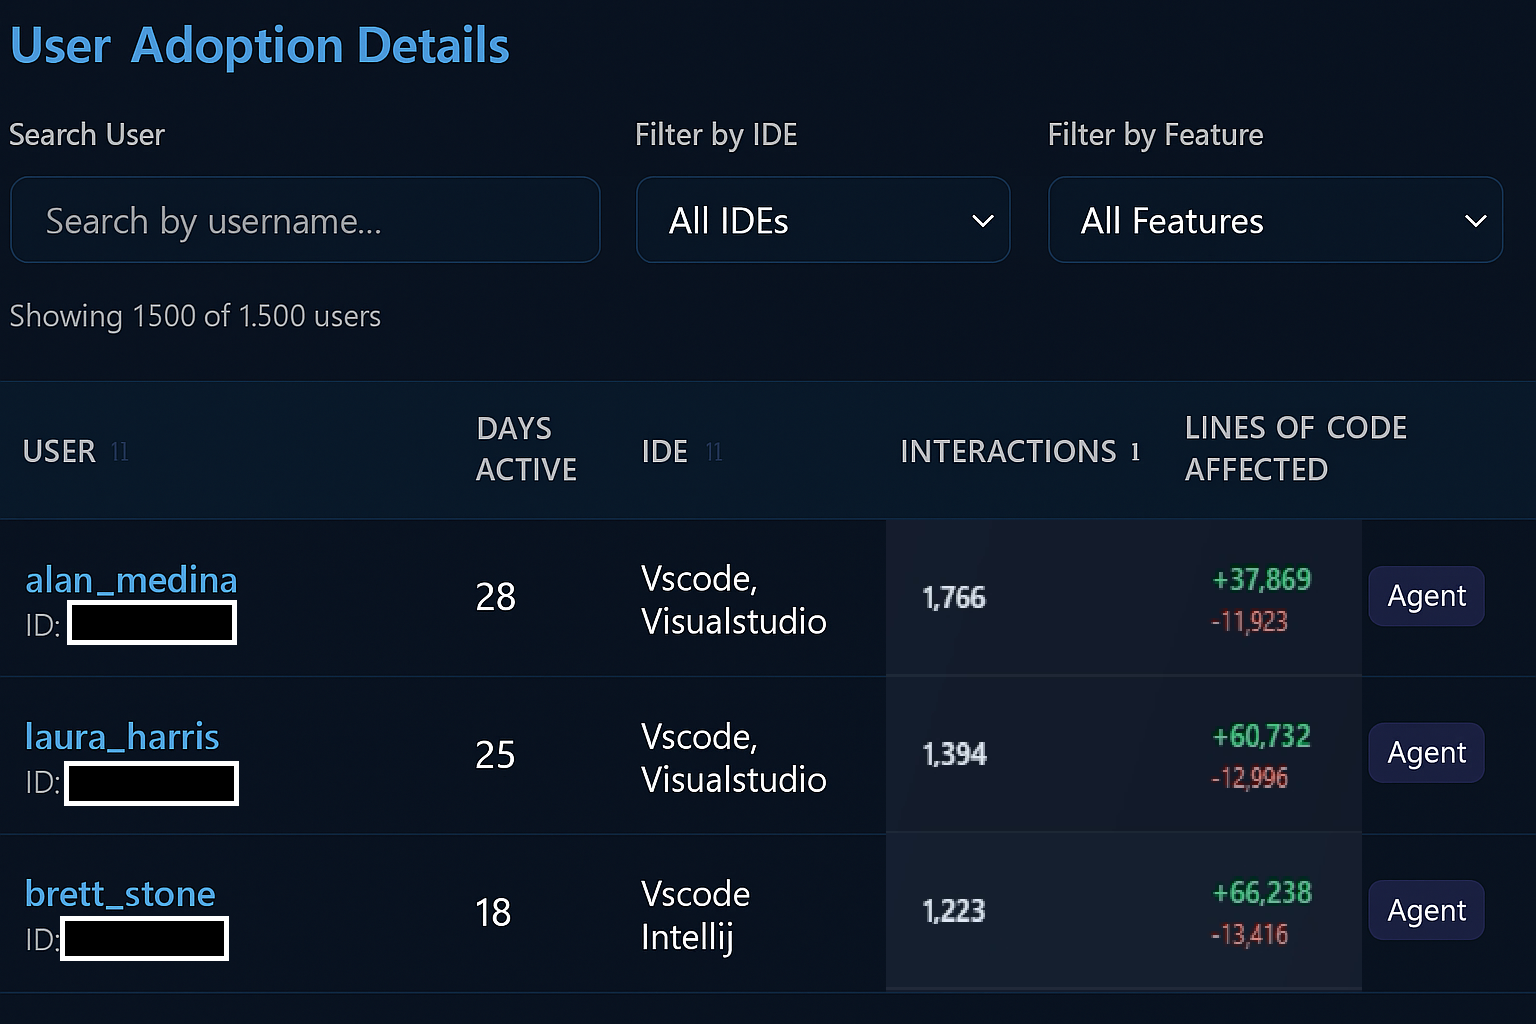 User Adoption Details
Search User
Filter by IDE
Filter by Feature
Search by username...
All IDEs
All Features
Showing 1500 of 1.500 users
USER 11
DAYS
ACTIVE
IDE 11
INTERACTIONS 1
LINES OF CODE
AFFECTED
alan_medina
ID:
28
Vscode,
Visualstudio
1,766
+37,869
-11,923
Agent
laura_harris
ID:
25
Vscode,
Visualstudio
1,394
+60,732
-12,996
Agent
brett_stone
ID:
18
Vscode
Intellij
1,223
+66,238
-13,416
Agent